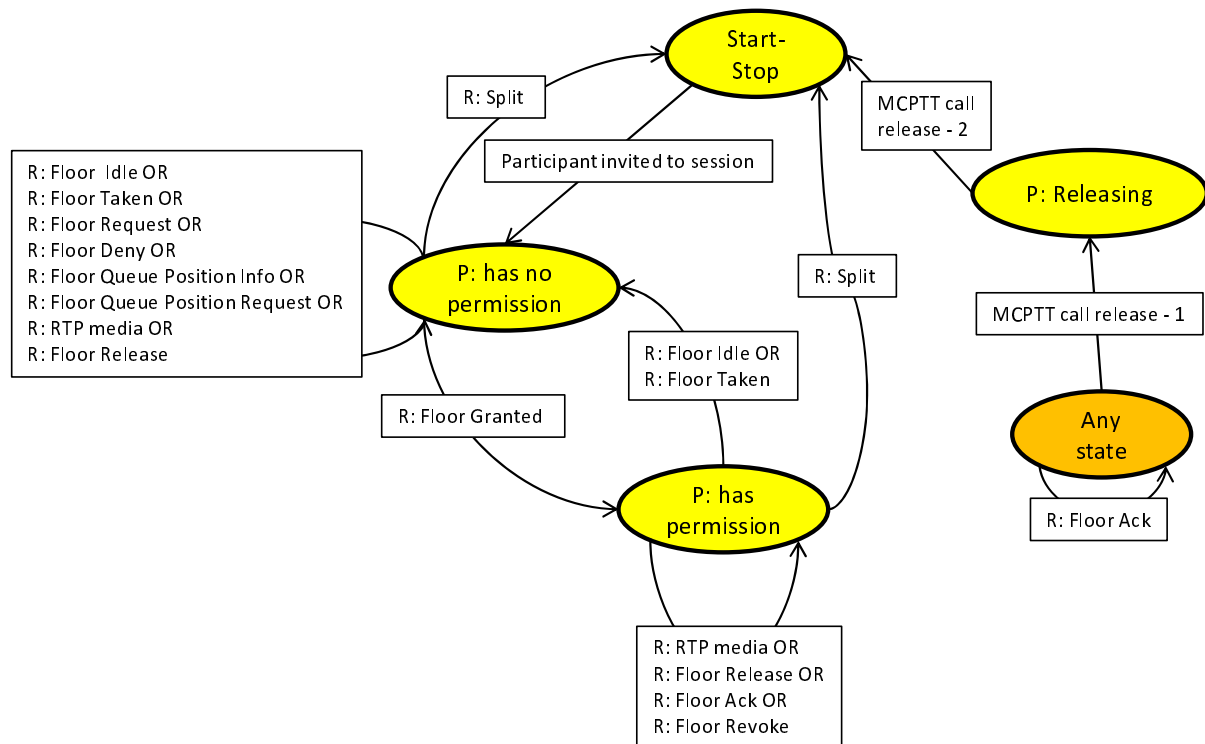 Start-
Stop
R: Split
MCPTT call
release - 2
Participant invited to session
R: Floor Idle OR
R: Floor Taken OR
R: Floor Request OR
R: Floor Deny OR
R: Floor Queue Position Info OR
R: Floor Queue Position Request OR
R: RTP media OR
R: Floor Release
P: Releasing
P: has no
permission
R: Split
MCPTT call release - 1
R: Floor Idle OR
R: Floor Taken
R: Floor Granted
Any
state
P: has
permission
R: Floor Ack
R: RTP media OR
R: Floor Release OR
R: Floor Ack OR
R: Floor Revoke